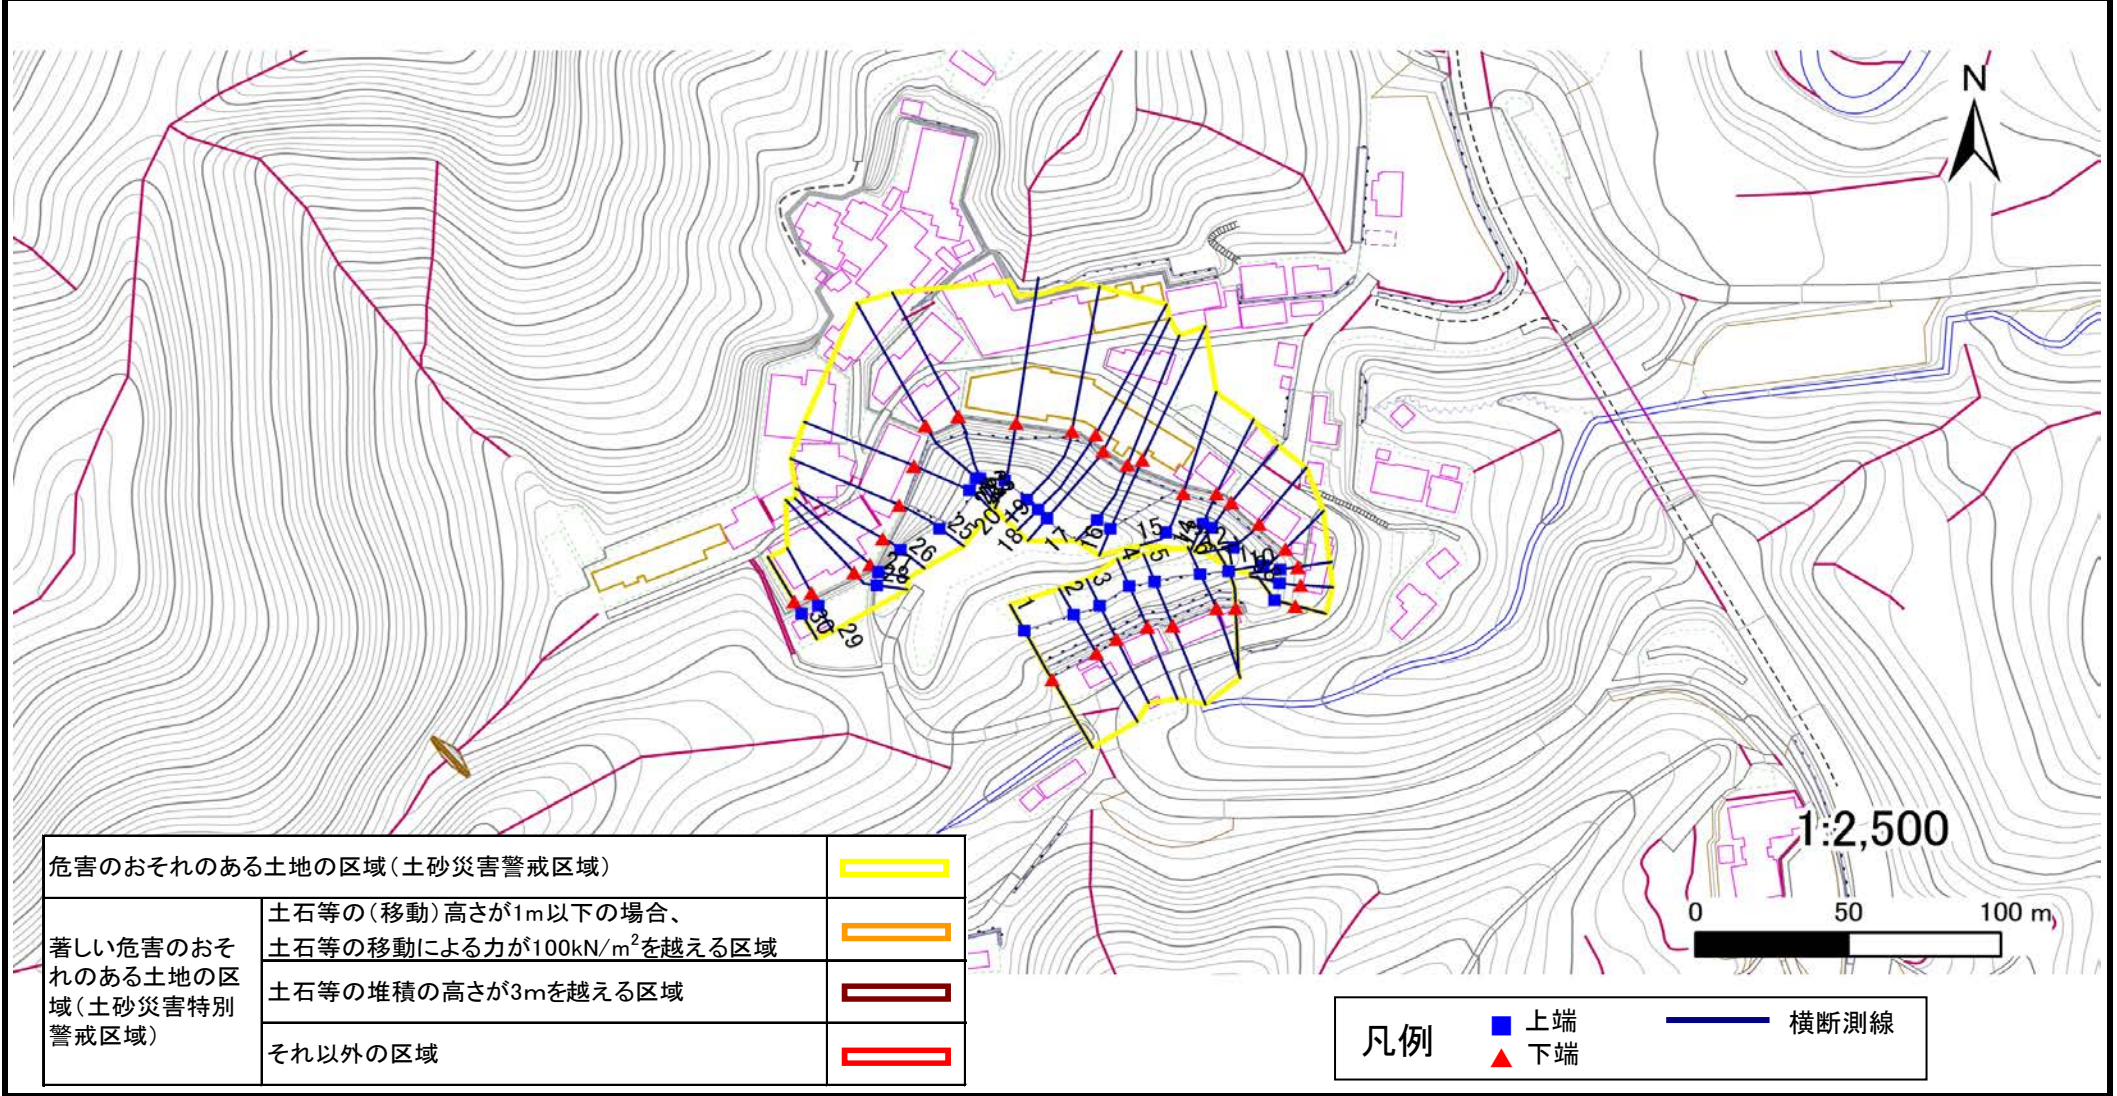 N
25
20
19
18
17
16
15
14
26
28
30
29
1
2
3
4
5
1:2,500
0 50 100 m
危害のおそれのある土地の区域(土砂災害警戒区域)
著しい危害のおそ
れのある土地の区
域(土砂災害特別
警戒区域)
土石等の(移動)高さが1m以下の場合、
土石等の移動による力が100kN/m²を越える区域
土石等の堆積の高さが3mを越える区域
それ以外の区域
凡例
上端
下端
横断測線